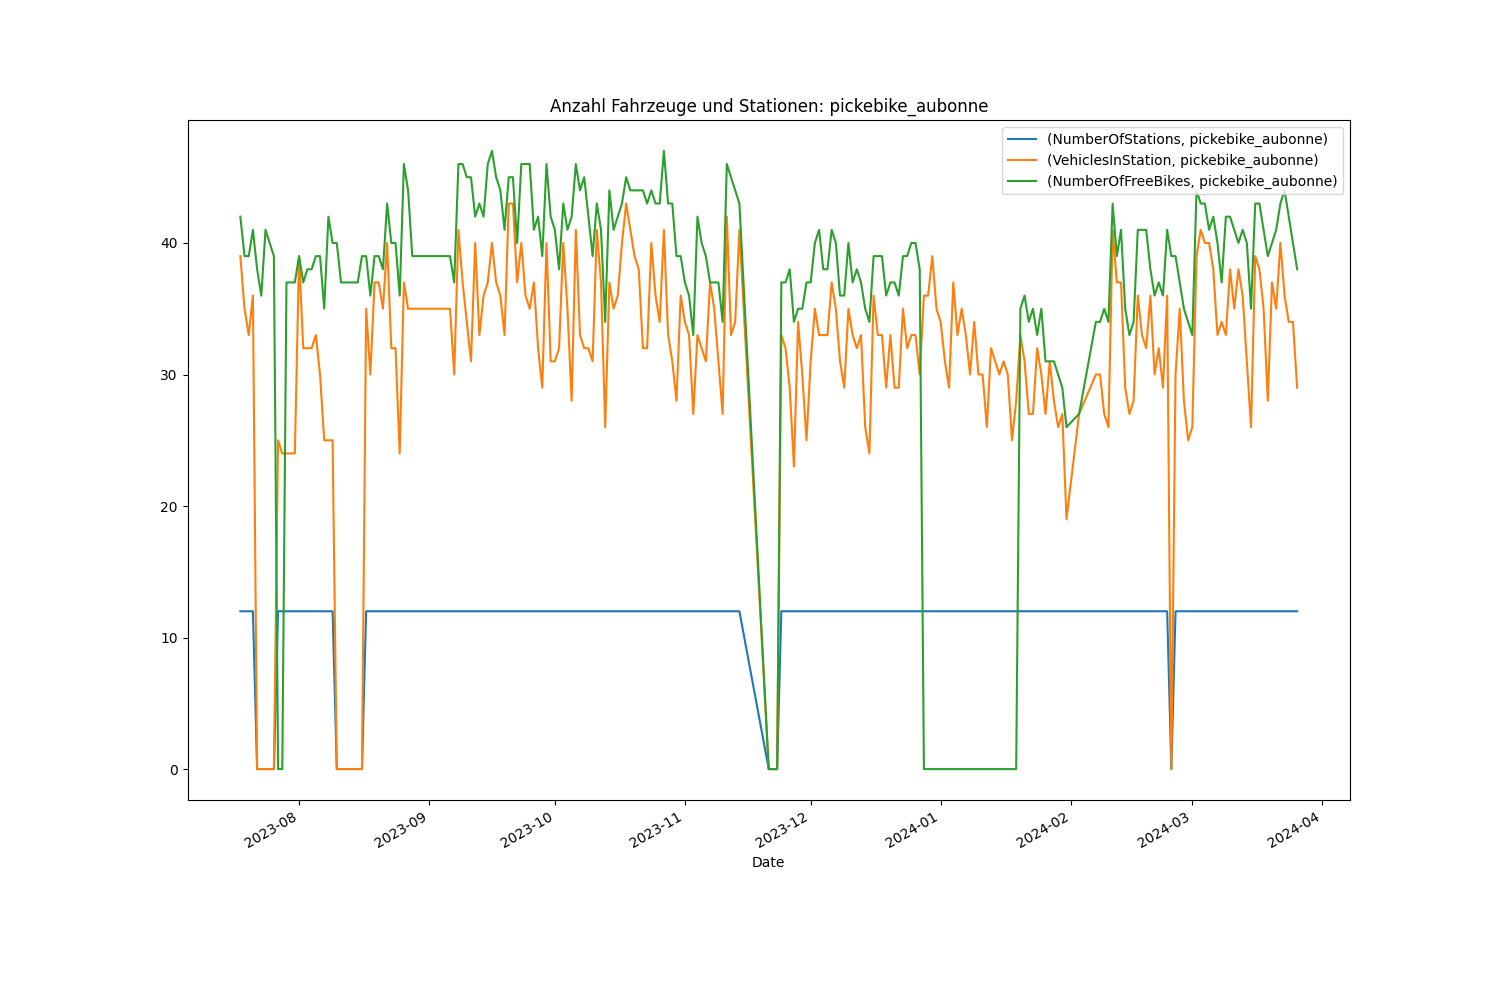 Anzahl Fahrzeuge und Stationen: pickebike_aubonne
(NumberOfStations, pickebike_aubonne)
(VehiclesInStation, pickebike_aubonne)
(NumberOfFreeBikes, pickebike_aubonne)
40
30
20
10
0
2023-08
2023-09
2023-10
2023-11
2023-12
2024-01
2024-02
2024-03
2024-04
Date